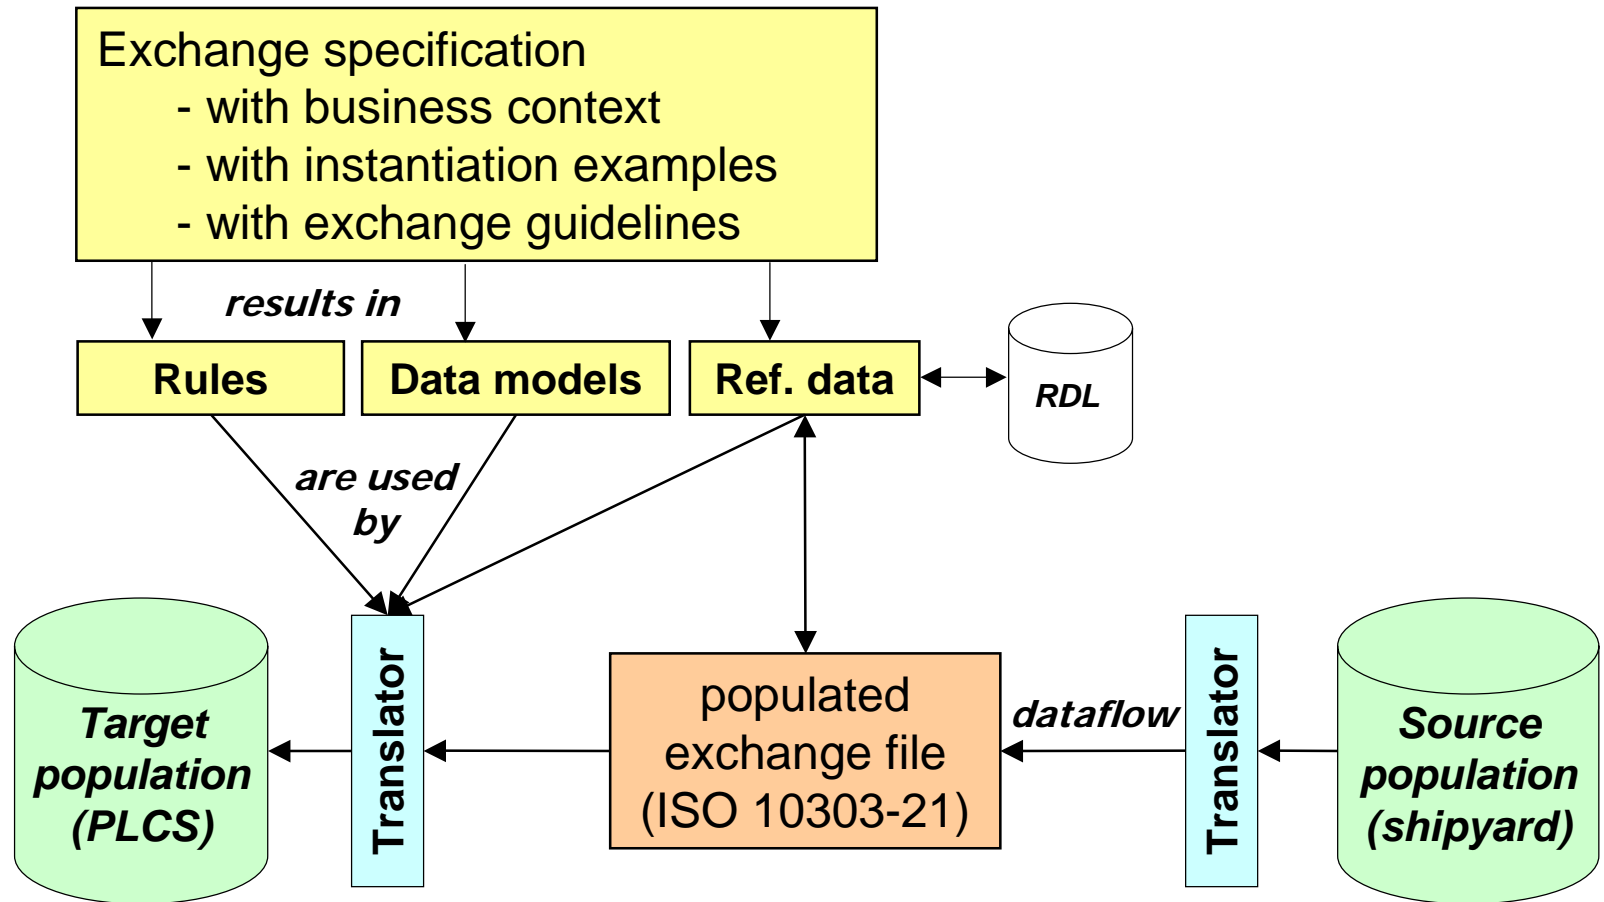 Exchange specification
- with business context
- with instantiation examples
- with exchange guidelines
results in
Rules
Data models
Ref. data
RDL
are used
by
Target
population
(PLCS)
Translator
populated
exchange file
(ISO 10303-21)
dataflow
Translator
Source
population
(shipyard)